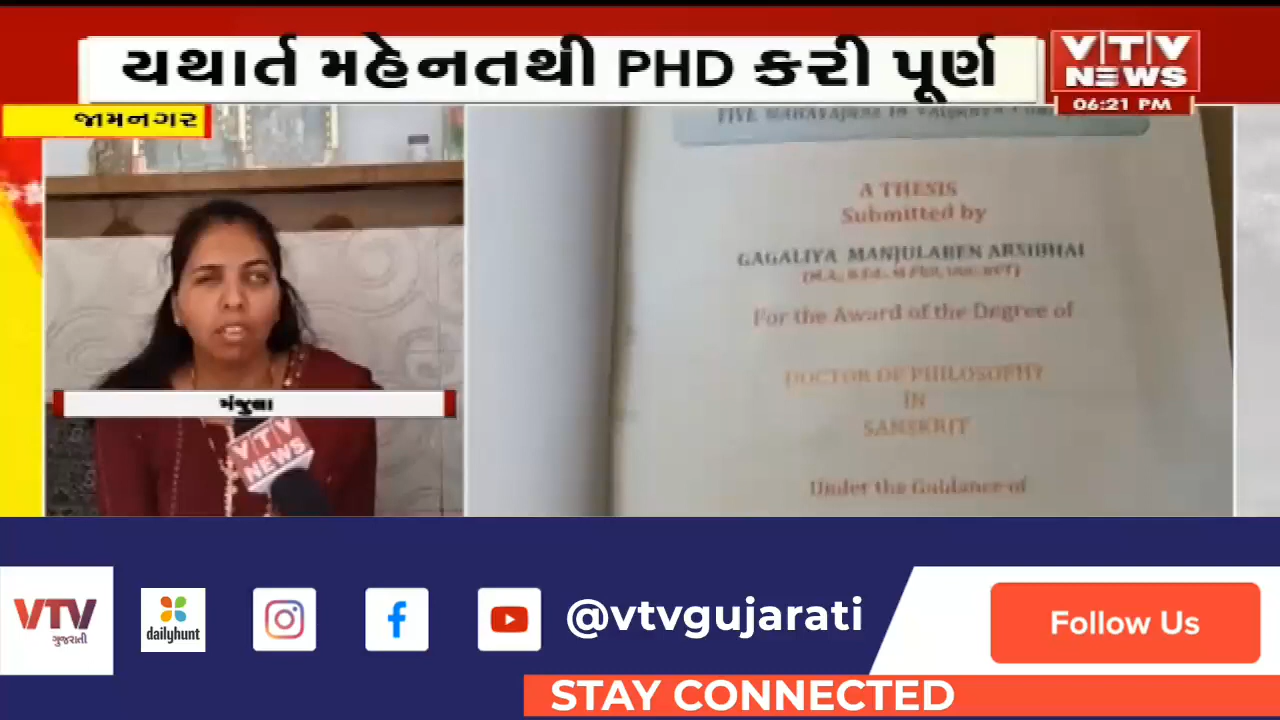 યથાર્ત મહેનતથી PHD કરી પૂર્ણ
VTV
NEWS
06:21 PM
જામનગર
A THESIS
Submitted by
GAGALIYA MANJULABEN ARSIBHAI
For the Award of the Degree of
DOCTOR OF PHILOSOPHY
IN
SANSKRIT
Under the Guidance of
મંજુલા
VTV
NEWS
VTV
ગુજરાતી
dailyhunt
@vtvgujarati
Follow Us
STAY CONNECTED